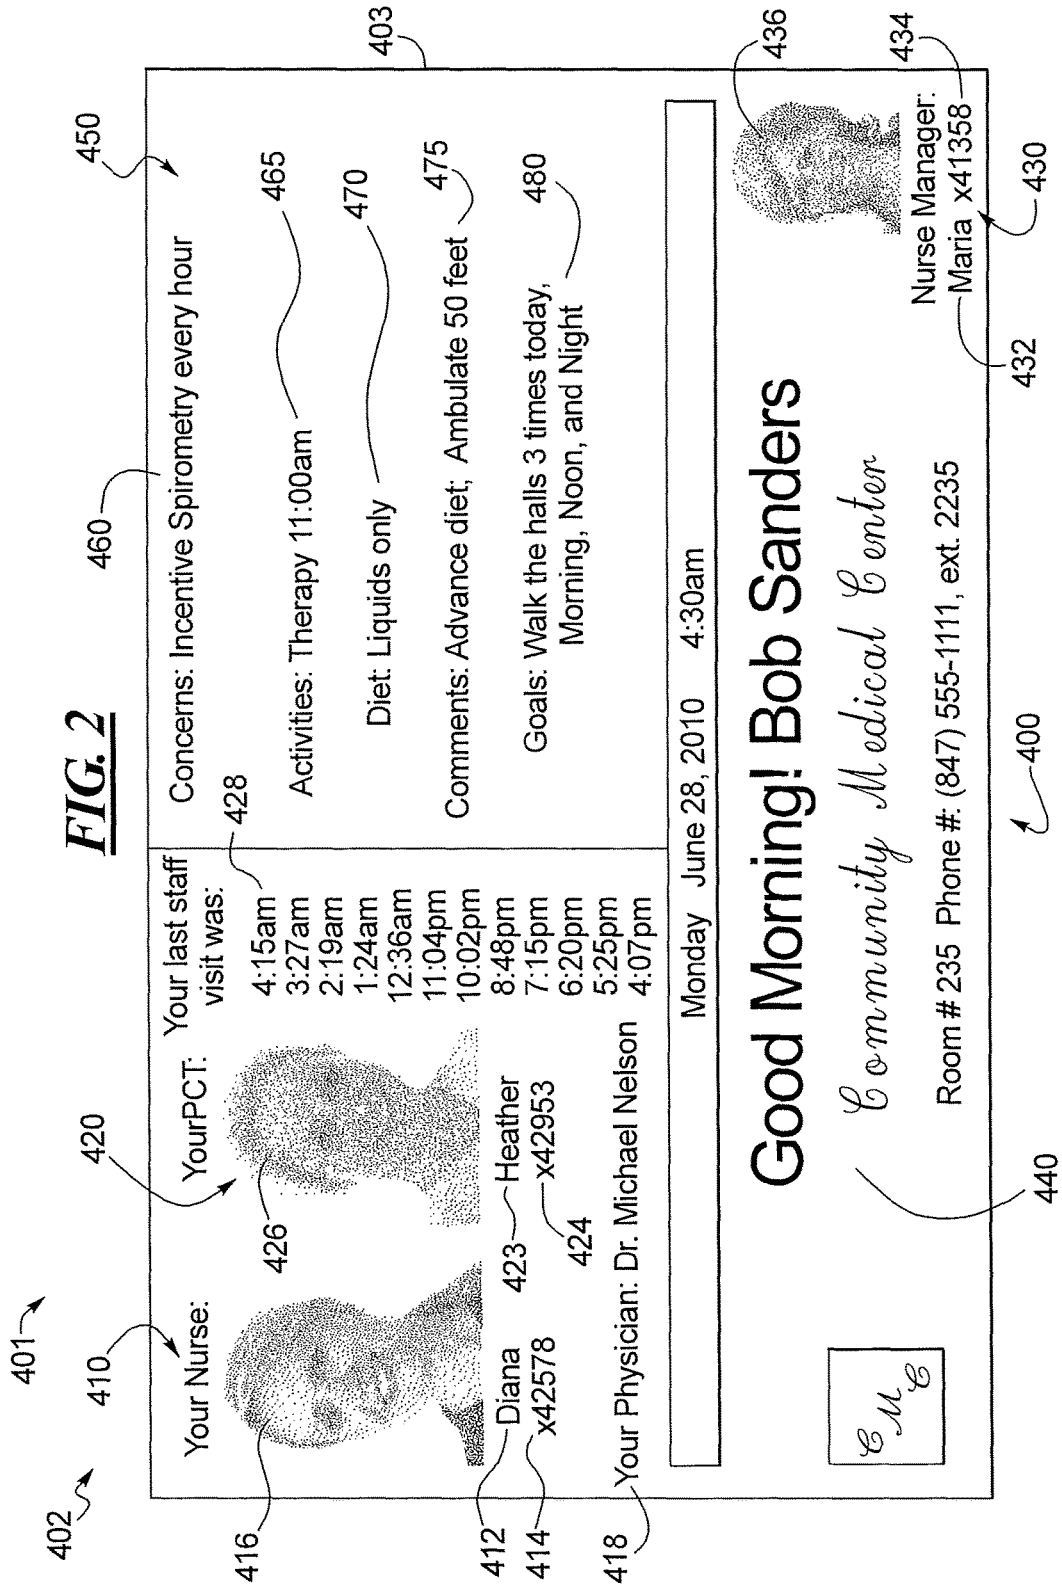 FIG. 2
401
402
403
450
Your Nurse:
410
416
Diana
412
x42578
414
YourPCT:
420
426
423
Heather
x42953
424
Your Physician: Dr. Michael Nelson
418
Your last staff
visit was:
428
4:15am
3:27am
2:19am
1:24am
12:36am
11:04pm
10:02pm
8:48pm
7:15pm
6:20pm
5:25pm
4:07pm
460
Concerns: Incentive Spirometry every hour
Activities: Therapy 11:00am
465
Diet: Liquids only
470
Comments: Advance diet; Ambulate 50 feet
475
Goals: Walk the halls 3 times today,
Morning, Noon, and Night
480
Monday June 28, 2010 4:30am
Good Morning! Bob Sanders
Community Medical Center
Room # 235 Phone #: (847) 555-1111, ext. 2235
CMC
440
436
Nurse Manager:
Maria x41358
434
432
430
400